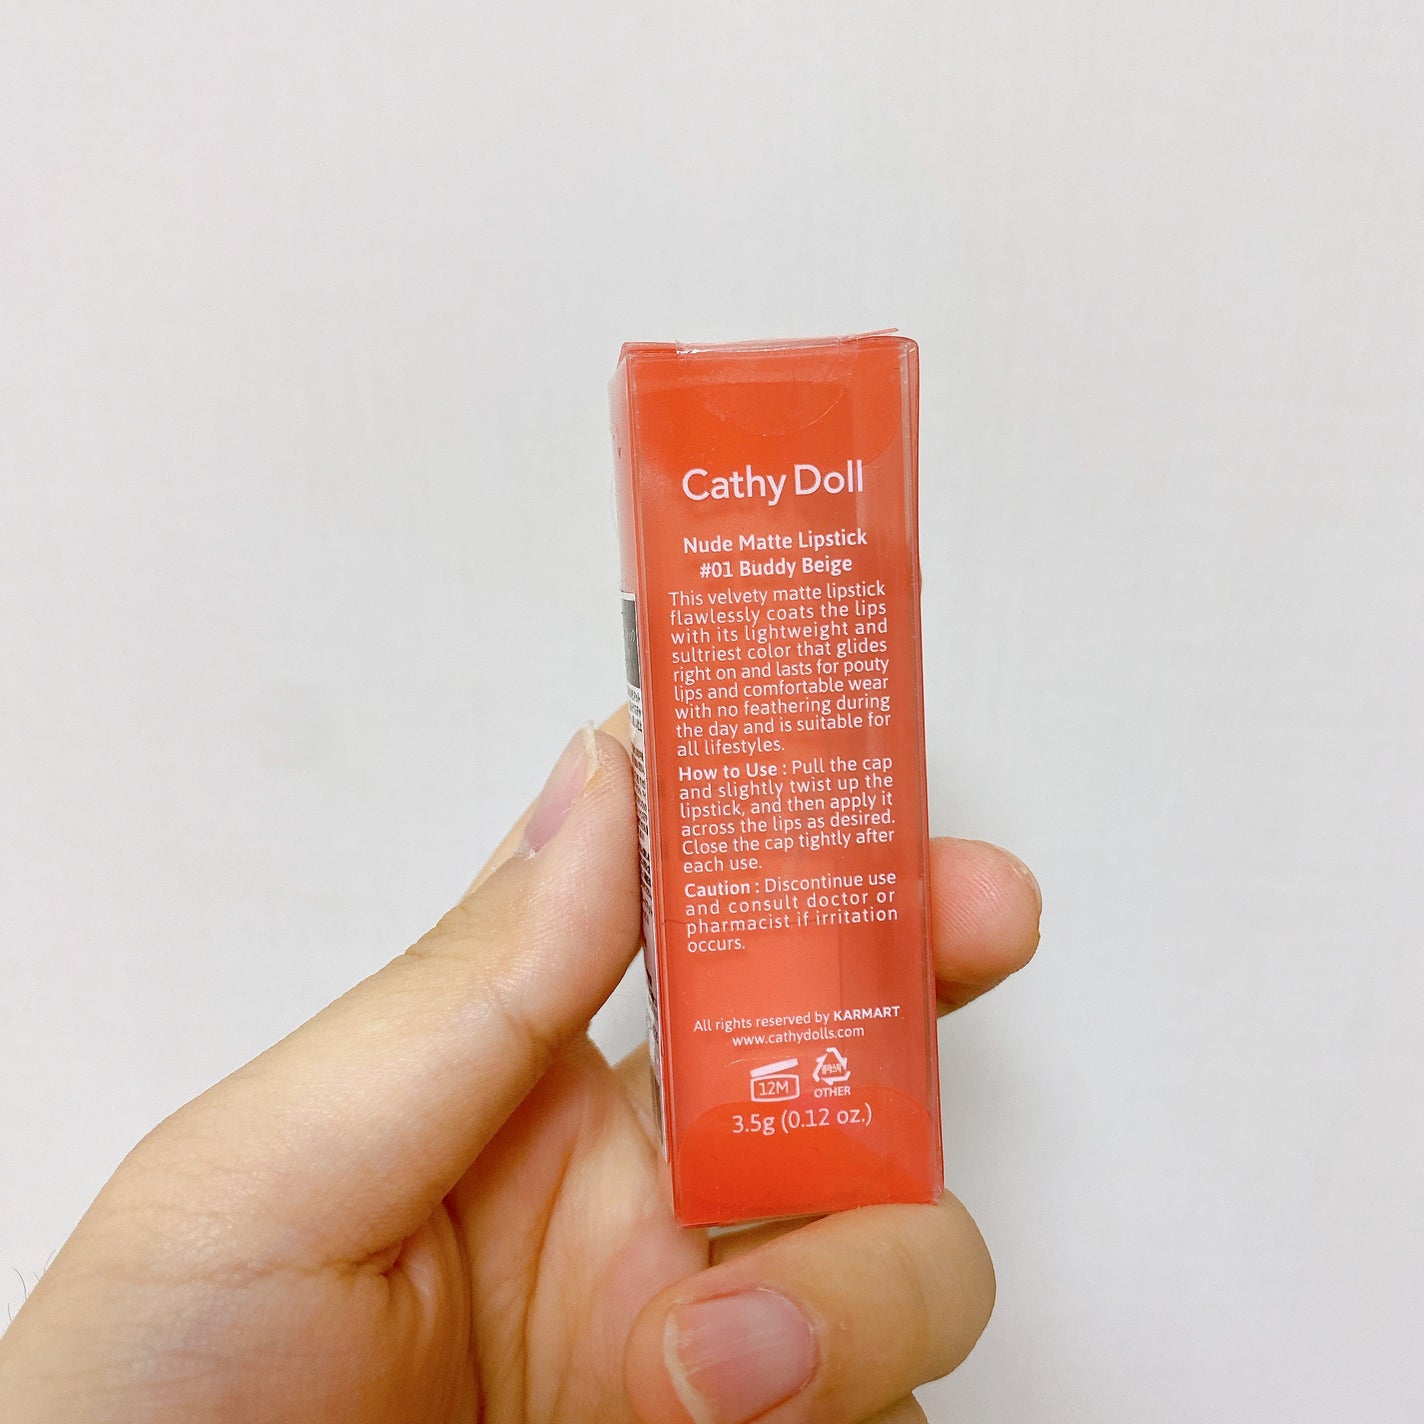 Cathy Doll
Nude Matte Lipstick
#01 Buddy Beige
This velvety matte lipstick
flawlessly coats the lips
with its lightweight and
sultriest color that glides
right on and lasts for pouty
lips and comfortable wear
with no feathering during
the day and is suitable for
all lifestyles.
How to Use : Pull the cap
and slightly twist up the
lipstick, and then apply it
across the lips as desired.
Close the cap tightly after
each use.
Caution : Discontinue use
and consult doctor or
pharmacist if irritation
occurs.
All rights reserved by KARMART
www.cathydolls.com
12M
OTHER
3.5g (0.12 oz.)